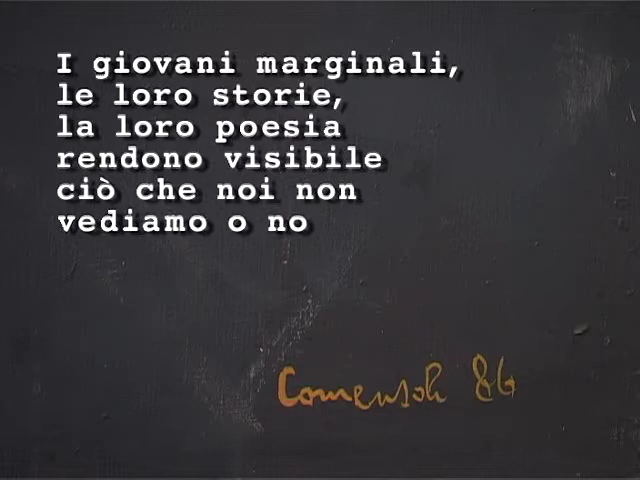 I giovani marginali,
le loro storie,
la loro poesia
rendono visibile
ciò che noi non
vediamo o no
Comensoli 86